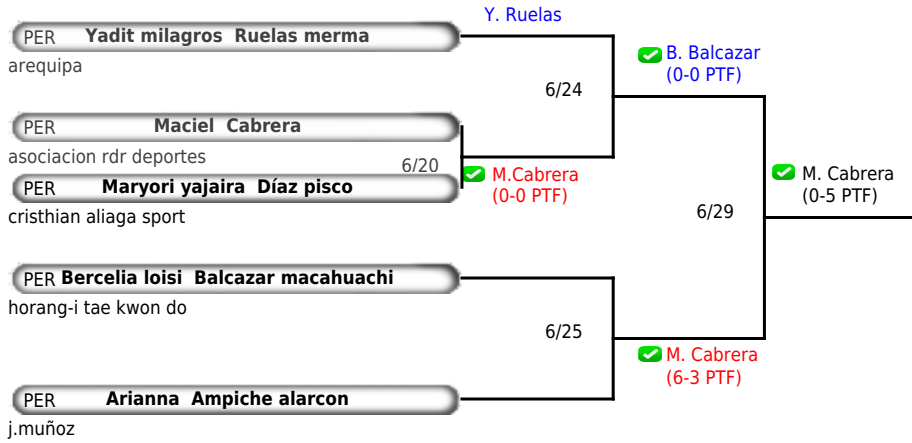 Y. Ruelas
PER Yadit milagros Ruelas merma
arequipa
B. Balcazar
(0-0 PTF)
6/24
PER Maciel Cabrera
asociacion rdr deportes
6/20
M.Cabrera
(0-0 PTF)
PER Maryori yajaira Díaz pisco
cristhian aliaga sport
M. Cabrera
(0-5 PTF)
6/29
PER Bercelia loisi Balcazar macahuachi
horang-i tae kwon do
6/25
M. Cabrera
(6-3 PTF)
PER Arianna Ampiche alarcon
j.muñoz